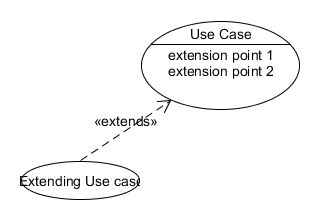 Use Case
extension point 1
extension point 2
«extends»
Extending Use case